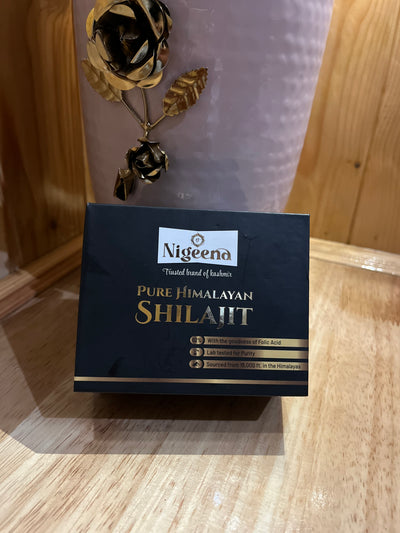 Nigeena
Trusted brand of kashmir
PURE HIMALAYAN
SHILAJIT
With the goodness of Folic Acid
Lab tested for Purity
Sourced from 18,000 ft. in the Himalayas